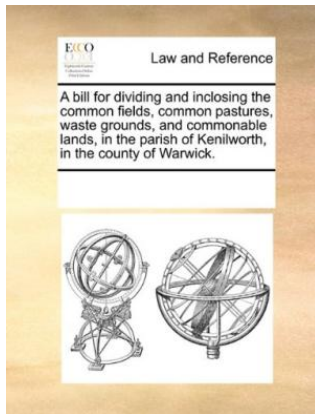 ECCO
Law and Reference
A bill for dividing and inclosing the
common fields, common pastures,
waste grounds, and commonable
lands, in the parish of Kenilworth,
in the county of Warwick.